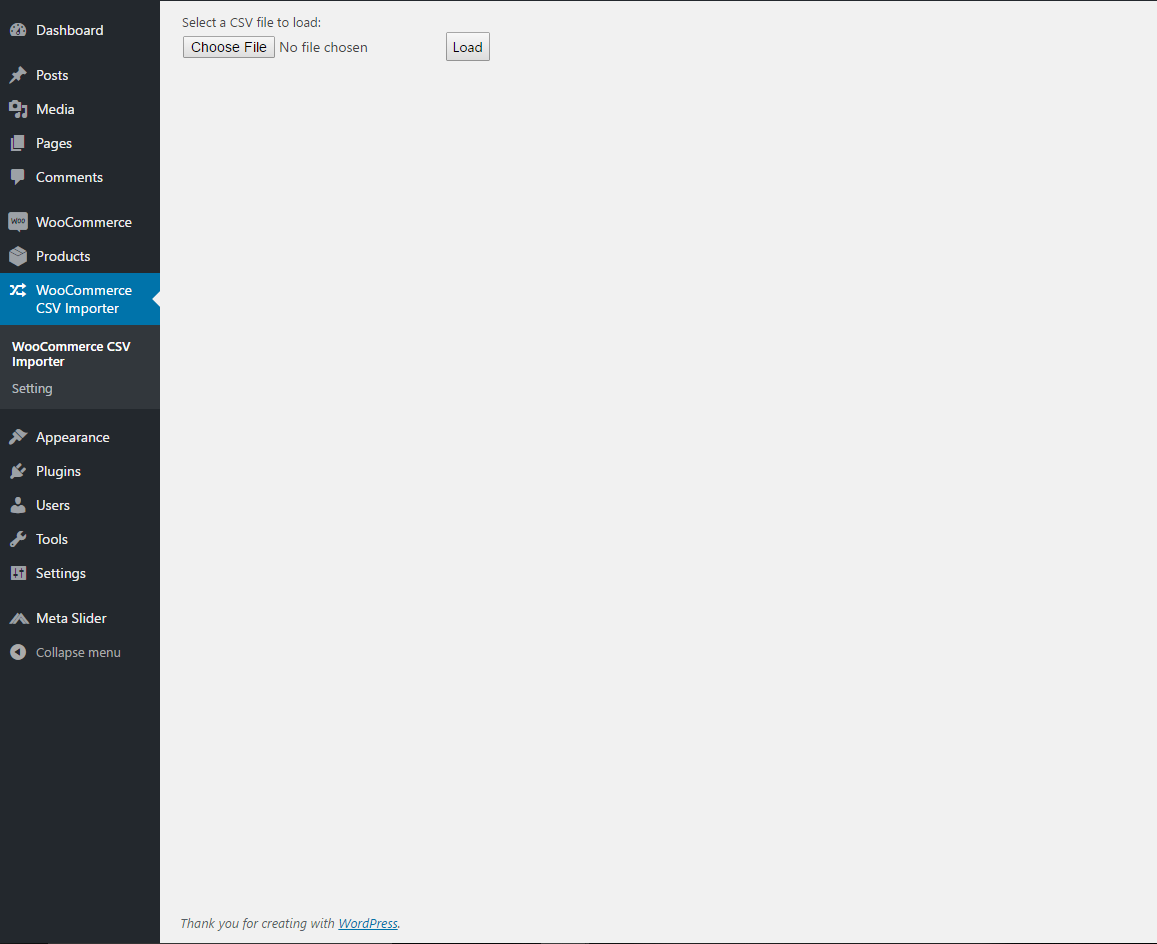 Dashboard
Posts
Media
Pages
Comments
WOO
WooCommerce
Products
WooCommerce
CSV Importer
WooCommerce CSV
Importer
Setting
Appearance
Plugins
Users
Tools
Settings
Meta Slider
Collapse menu
Select a CSV file to load:
Choose File No file chosen Load
Thank you for creating with WordPress.